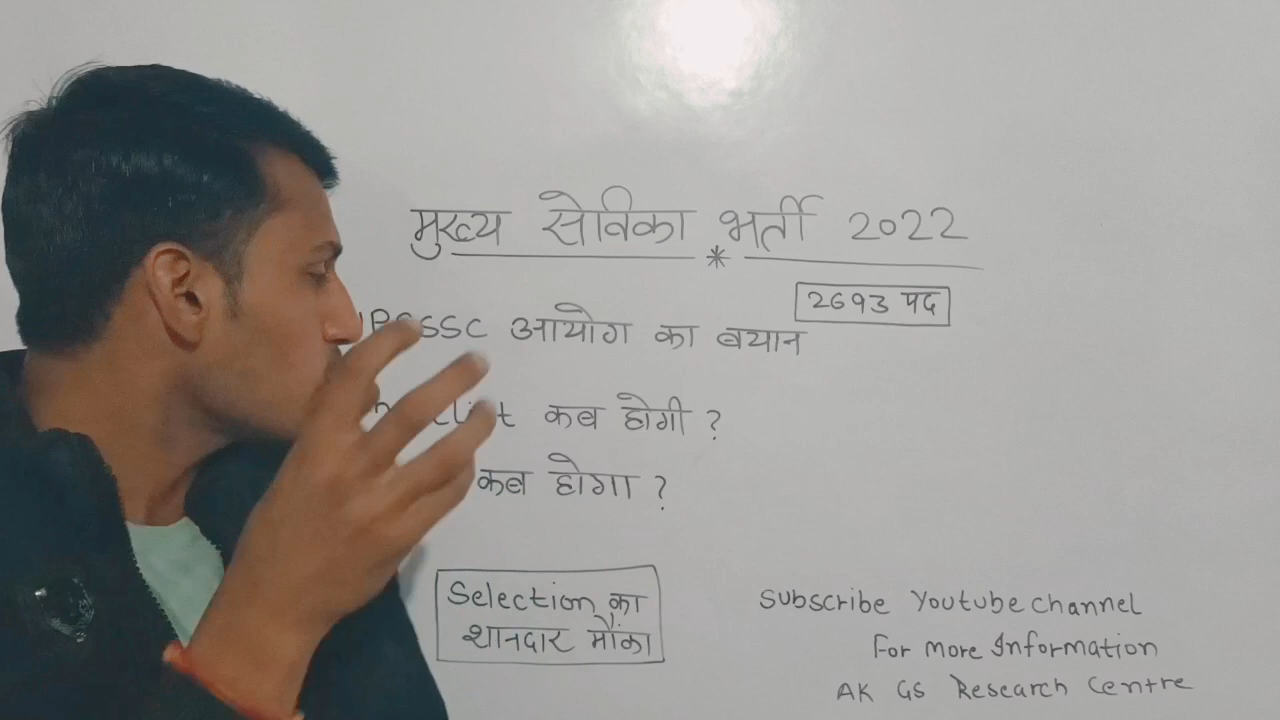 मुख्य सेविका भर्ती 2022
2693 पद
आयोग का बयान
कब होगी ?
कब होगा ?
Selection का
शानदार मौका
Subscribe Youtube channel
For more Information
AK GS Research Centre